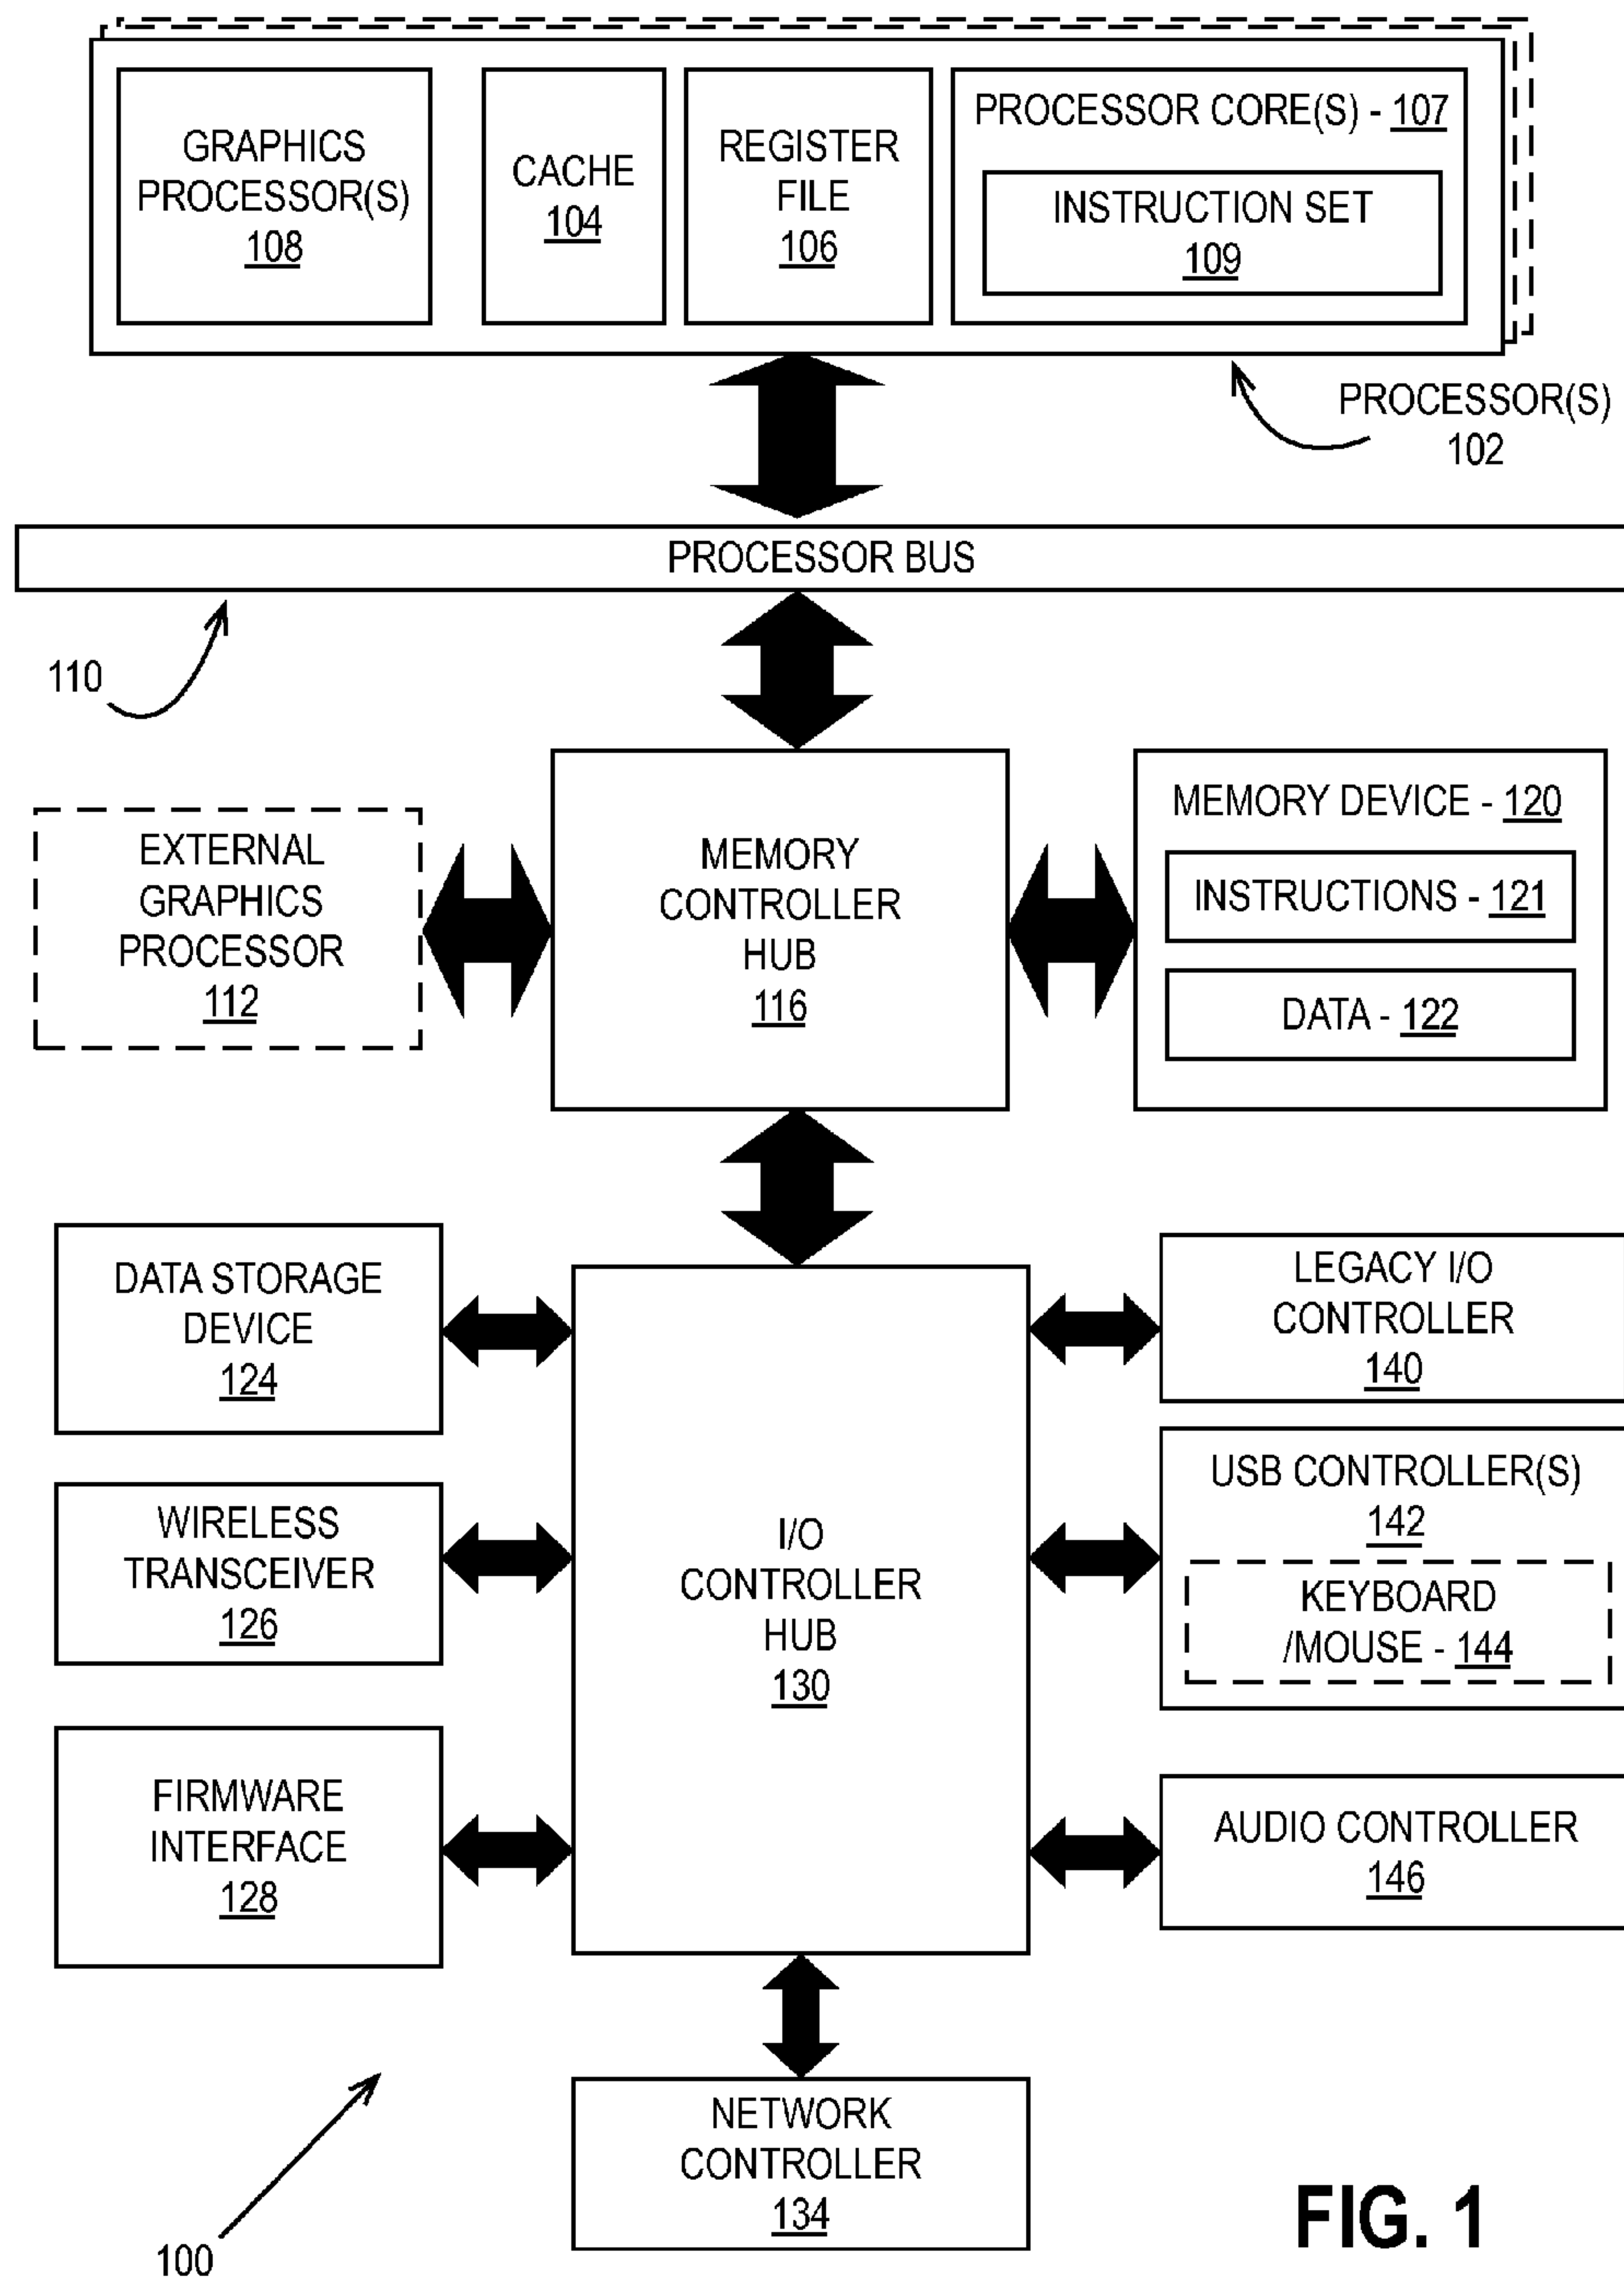 GRAPHICS
PROCESSOR(S)
108
CACHE
104
REGISTER
FILE
106
PROCESSOR CORE(S) - 107
INSTRUCTION SET
109
PROCESSOR(S)
102
PROCESSOR BUS
110
EXTERNAL
GRAPHICS
PROCESSOR
112
MEMORY
CONTROLLER
HUB
116
MEMORY DEVICE - 120
INSTRUCTIONS - 121
DATA - 122
DATA STORAGE
DEVICE
124
WIRELESS
TRANSCEIVER
126
FIRMWARE
INTERFACE
128
I/O
CONTROLLER
HUB
130
LEGACY I/O
CONTROLLER
140
USB CONTROLLER(S)
142
KEYBOARD
/MOUSE - 144
AUDIO CONTROLLER
146
NETWORK
CONTROLLER
134
100
FIG. 1